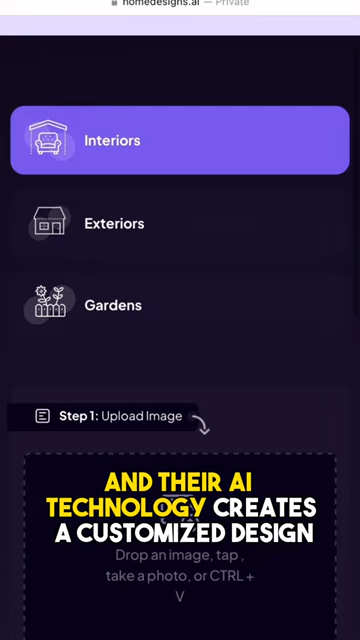 homedesigns.ai — Private
Interiors
Exteriors
Gardens
Step 1: Upload Image
AND THEIR AI
TECHNOLOGY CREATES
A CUSTOMIZED DESIGN
Drop an image, tap ,
take a photo, or CTRL +
V